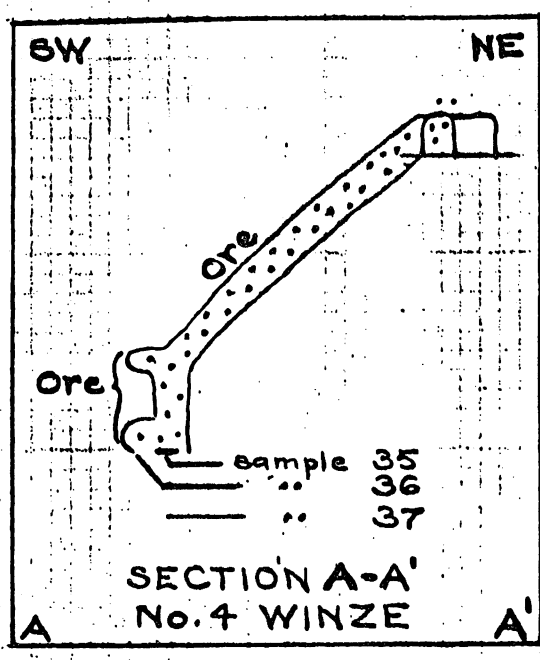 SW NE
Ore
Ore
sample 35
" 36
" 37
SECTION A-A'
No. 4 WINZE
A A'